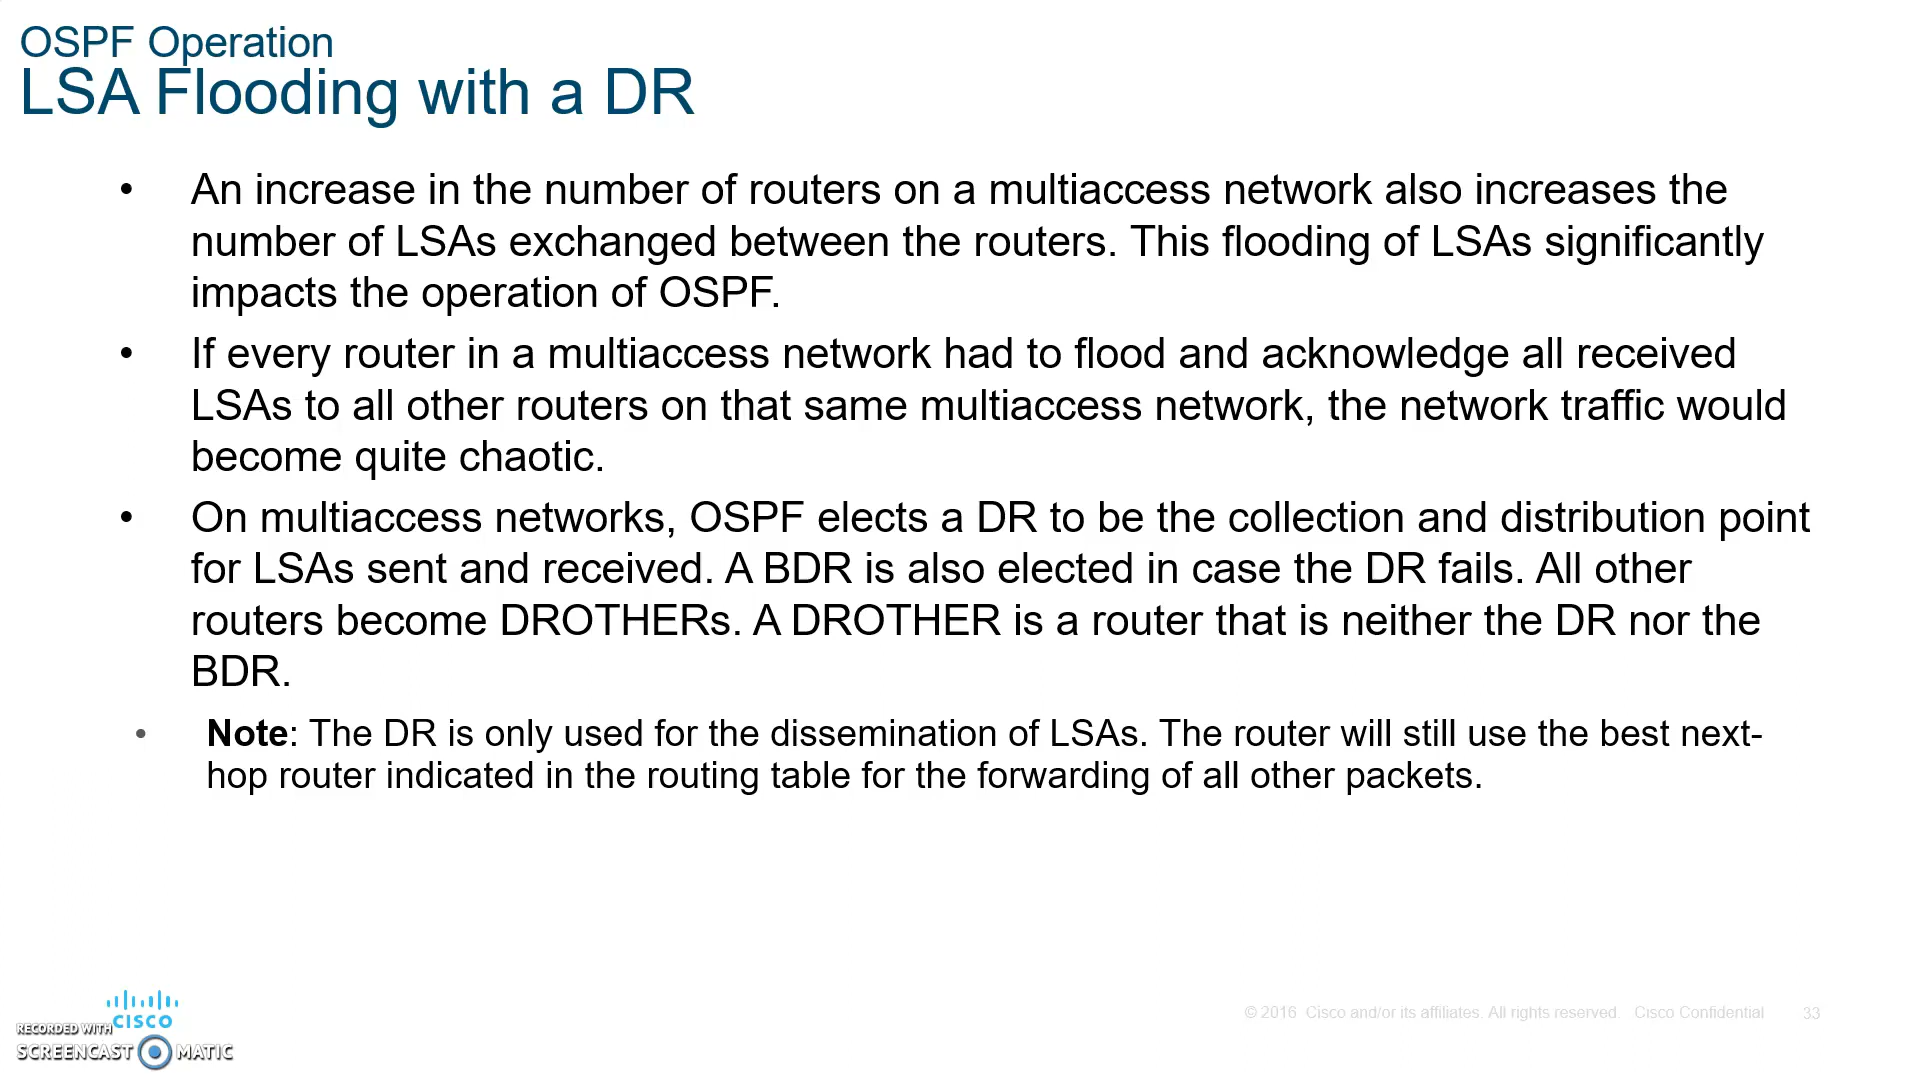 OSPF Operation
LSA Flooding with a DR
• An increase in the number of routers on a multiaccess network also increases the
number of LSAs exchanged between the routers. This flooding of LSAs significantly
impacts the operation of OSPF.
• If every router in a multiaccess network had to flood and acknowledge all received
LSAs to all other routers on that same multiaccess network, the network traffic would
become quite chaotic.
• On multiaccess networks, OSPF elects a DR to be the collection and distribution point
for LSAs sent and received. A BDR is also elected in case the DR fails. All other
routers become DROTHERs. A DROTHER is a router that is neither the DR nor the
BDR.
• Note: The DR is only used for the dissemination of LSAs. The router will still use the best next-
hop router indicated in the routing table for the forwarding of all other packets.
CISCO
RECORDED WITH
SCREENCAST MATIC
© 2016 Cisco and/or its affiliates. All rights reserved. Cisco Confidential 33